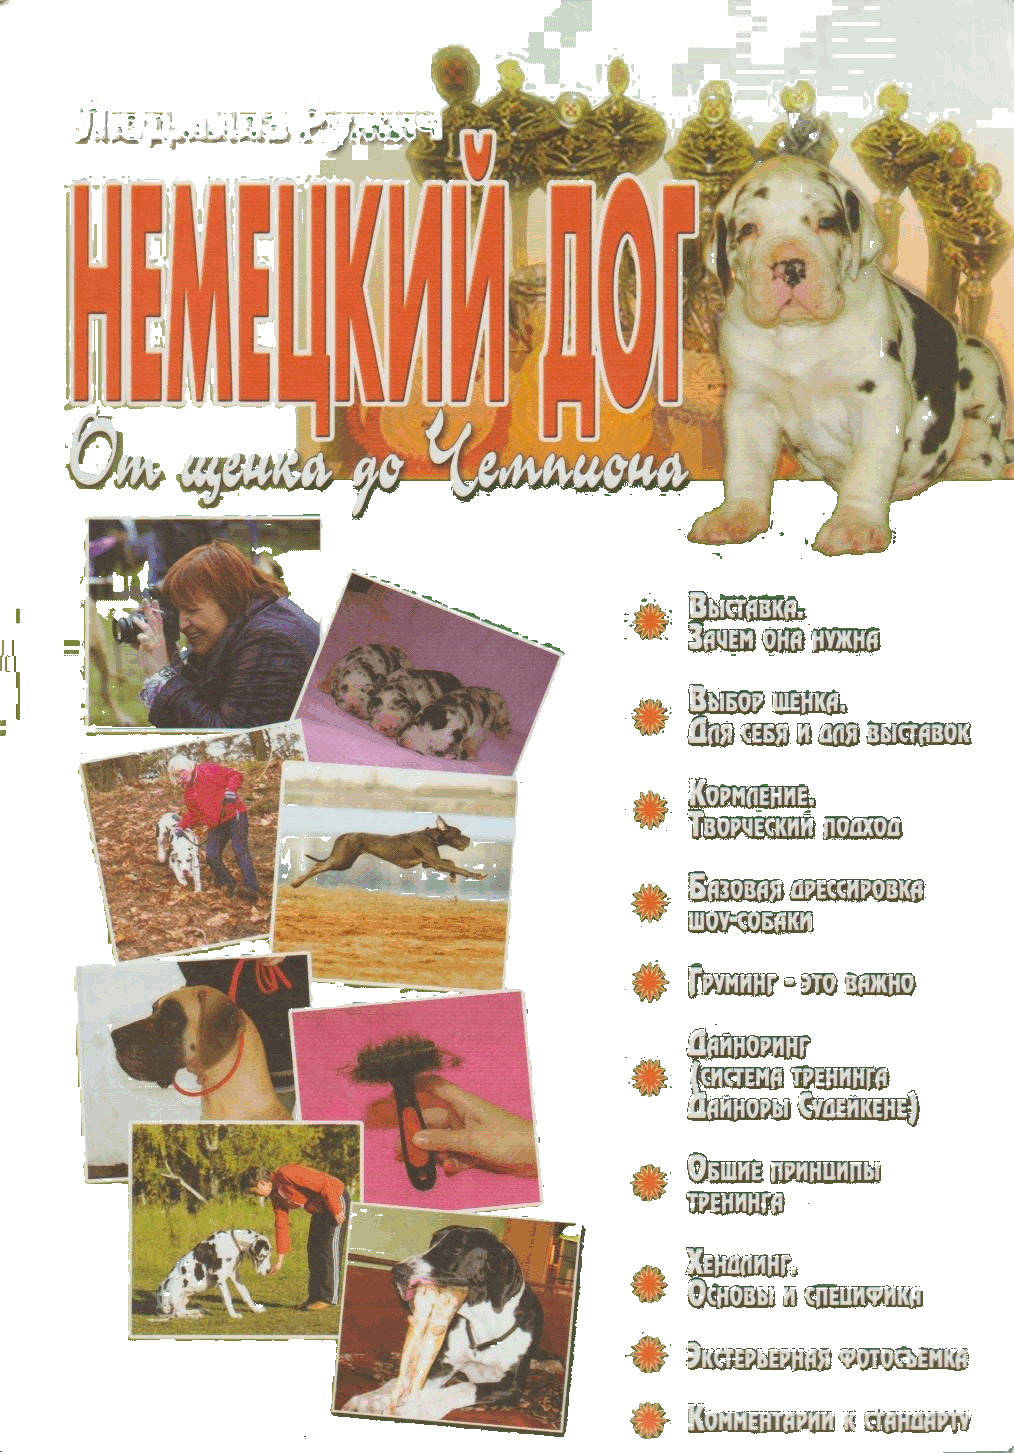 Людмила
НЕМЕЦКИЙ ДОГ
От щенка до Чемпиона
Выставка.
Зачем она нужна
Выбор щенка.
Для себя и для выставок
Кормление.
Творческий подход
Базовая дрессировка
шоу-собаки
Груминг - это важно
Дайноринг
(система тренинга
Дайноры Судейкене)
Общие принципы
тренинга
Хендлинг.
Основы и специфика
Экстерьерная фотосъемка
Комментарии к стандарту